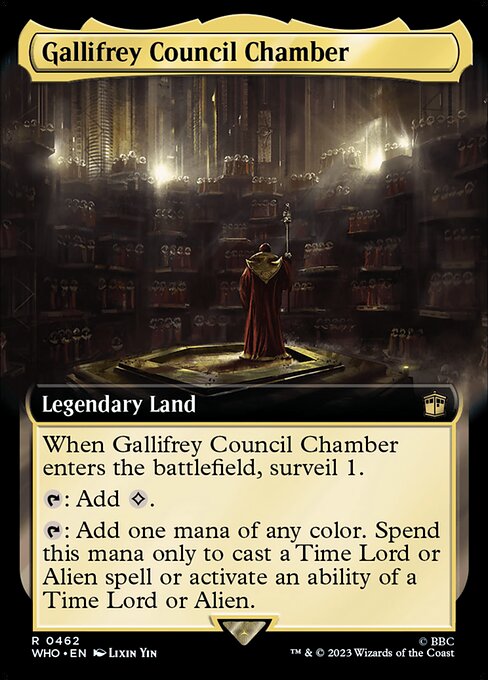 Gallifrey Council Chamber
Legendary Land
When Gallifrey Council Chamber
enters the battlefield, surveil 1.
: Add .
: Add one mana of any color. Spend
this mana only to cast a Time Lord or
Alien spell or activate an ability of a
Time Lord or Alien.
R 0462
WHO • EN Lixin Yin
© BBC
™ & © 2023 Wizards of the Coast